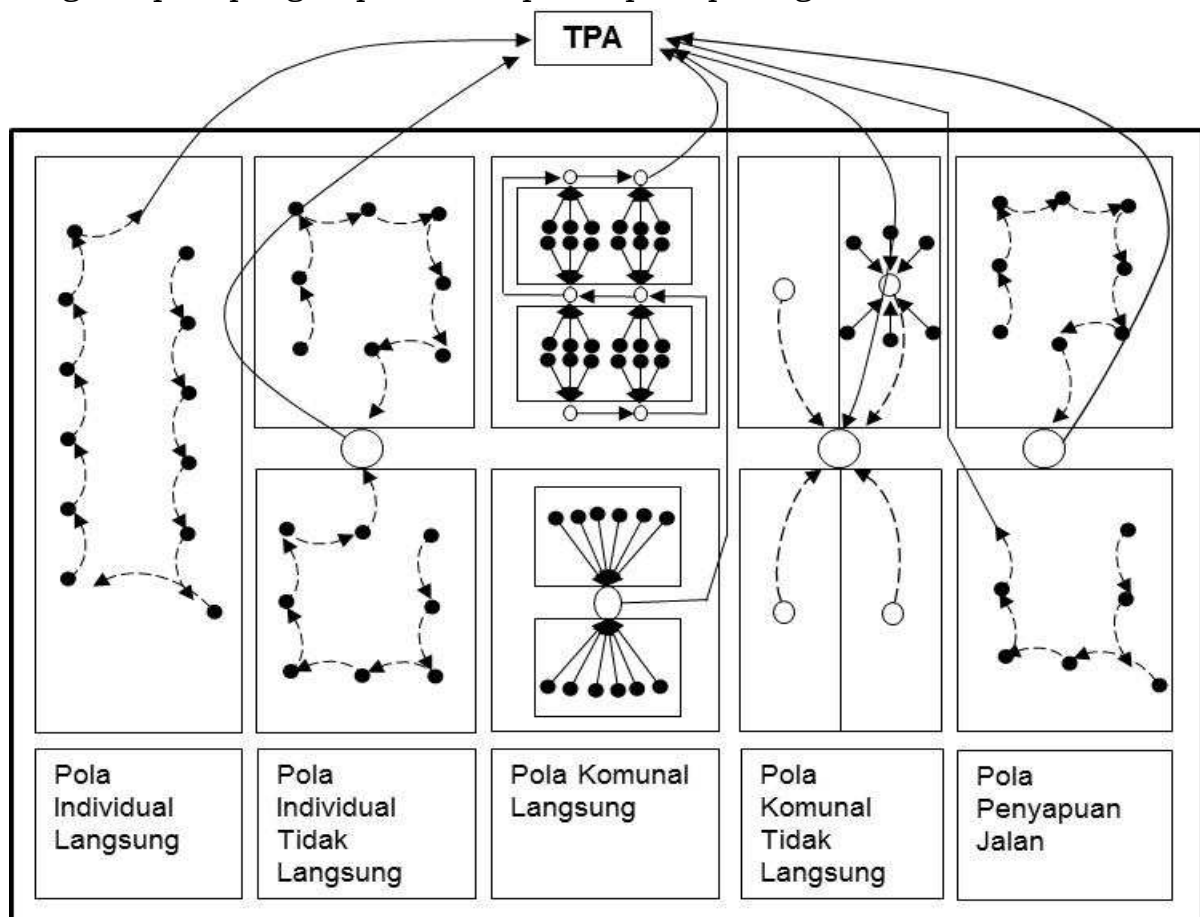 TPA
Pola
Individual
Langsung
Pola
Individual
Tidak
Langsung
Pola Komunal
Langsung
Pola
Komunal
Tidak
Langsung
Pola
Penyapuan
Jalan